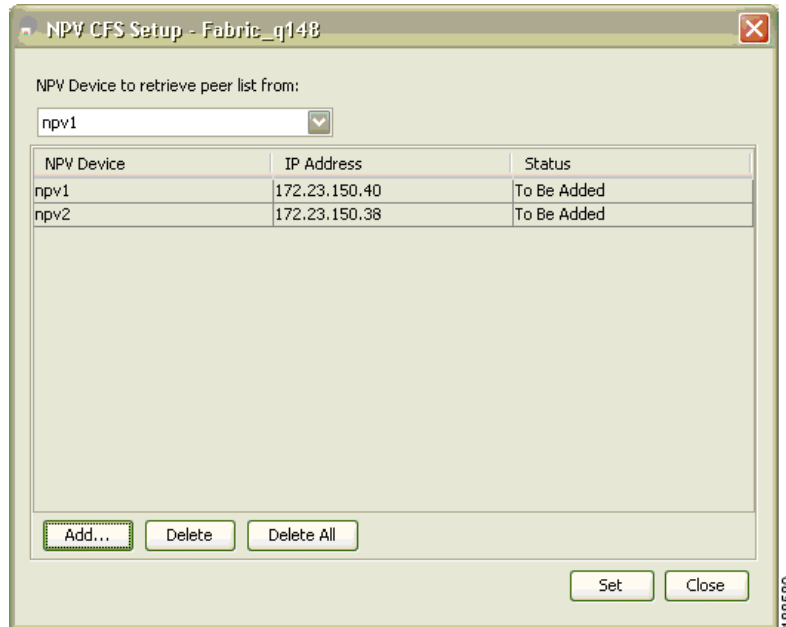 NPV CFS Setup - Fabric_q148
NPV Device to retrieve peer list from:
npv1
NPV Device IP Address Status
npv1 172.23.150.40 To Be Added
npv2 172.23.150.38 To Be Added
Add... Delete Delete All
Set Close